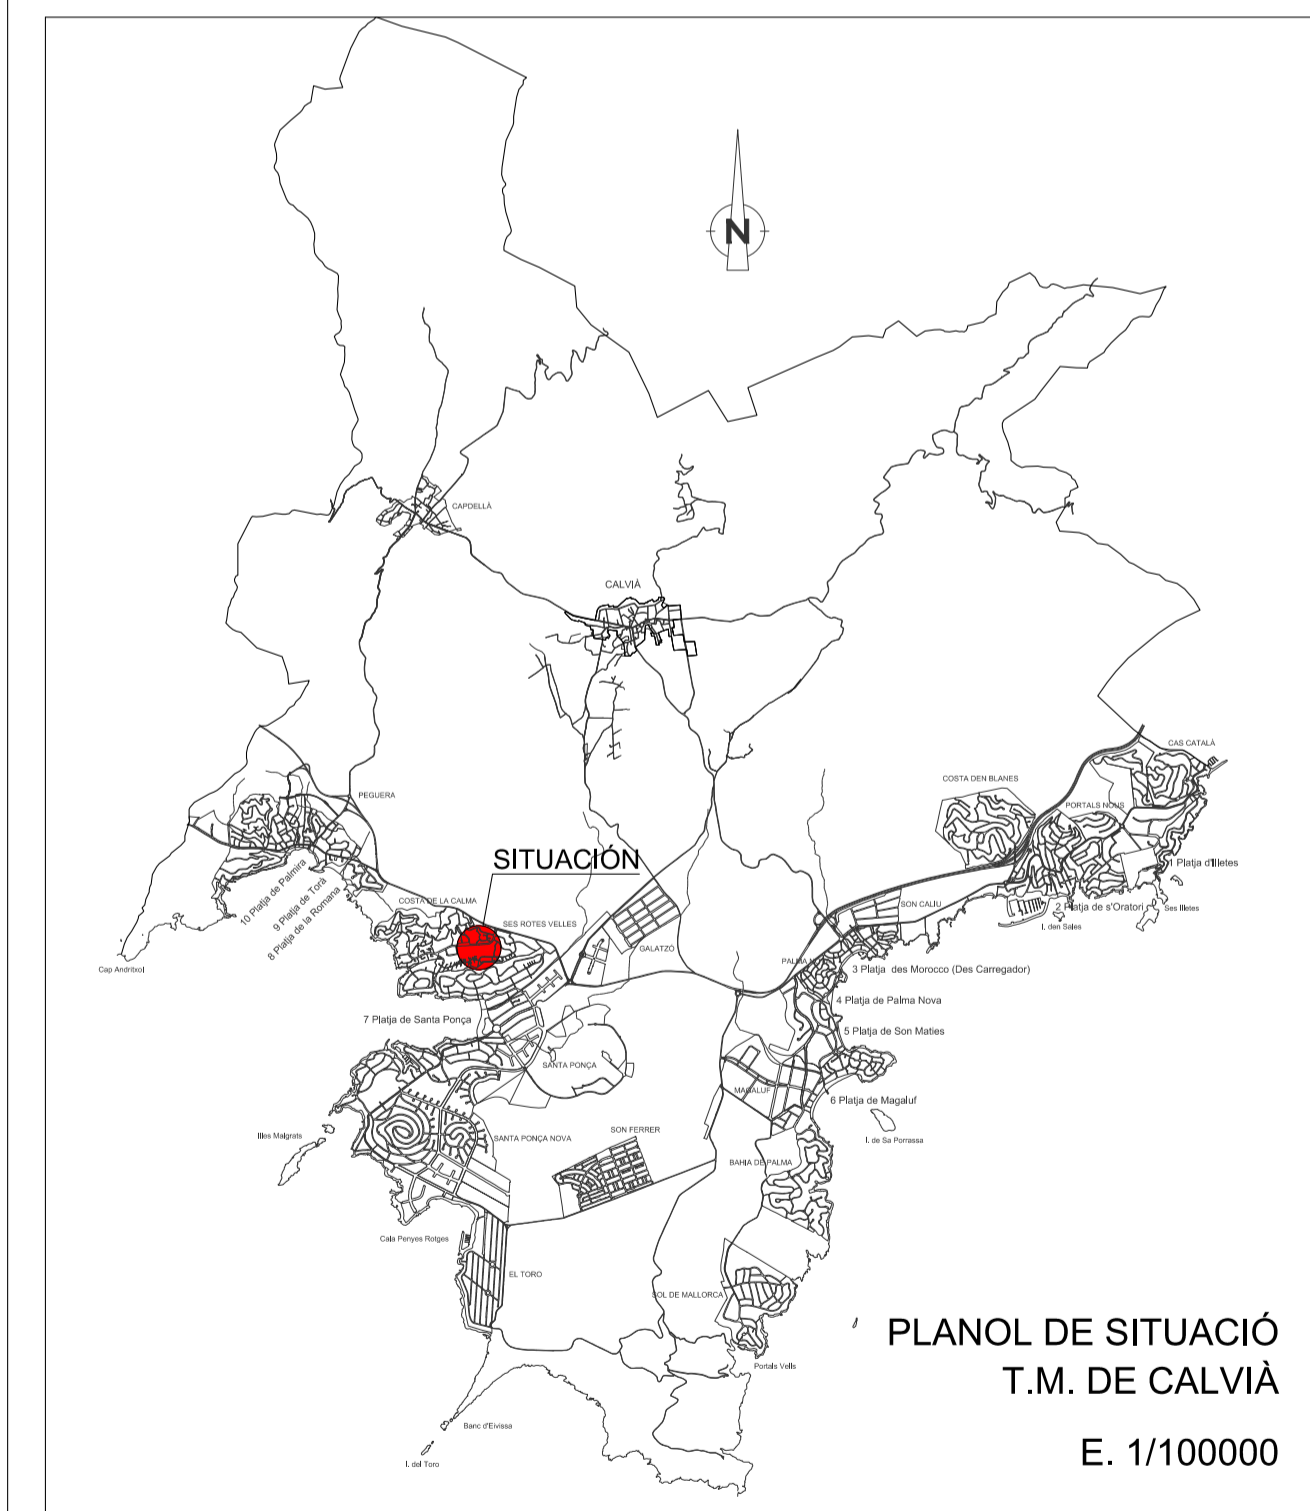 N
CAPDELLÀ
CALVIÀ
CAS CATALÀ
COSTA DEN BLANES
PEGUERA
PORTALS NOUS
SITUACIÓN
1 Platja d'Illetes
10 Platja de Palmira
9 Platja de Torà
8 Platja de la Romana
COSTA DE LA CALMA
SON CALIU
2 Platja de s'Oratori
Ses Illetes
SES ROTES VELLES
I. den Sales
GALATZÓ
PALMA NOVA
Cap Andritxol
3 Platja des Morocco (Des Carregador)
4 Platja de Palma Nova
7 Platja de Santa Ponça
5 Platja de Son Maties
SANTA PONÇA
MAGALUF
6 Platja de Magaluf
SON FERRER
Illes Malgrats
SANTA PONÇA NOVA
I. de Sa Porrassa
BAHIA DE PALMA
Cala Penyes Rotges
EL TORO
SOL DE MALLORCA
PLANOL DE SITUACIÓ
Portals Vells
T.M. DE CALVIÀ
Banc d'Eivissa
E. 1/100000
I. del Toro